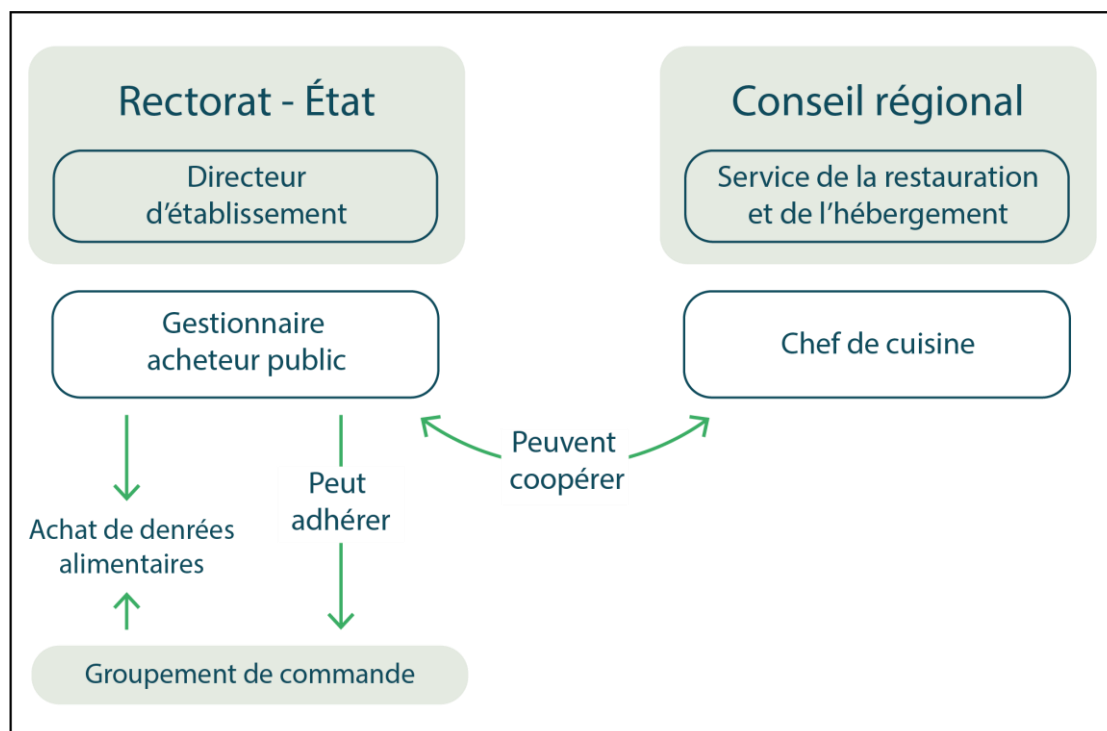 Rectorat - État
Directeur
d’établissement
Gestionnaire
acheteur public
Conseil régional
Service de la restauration
et de l’hébergement
Chef de cuisine
Peuvent
coopérer
Peut
adhérer
Achat de denrées
alimentaires
Groupement de commande